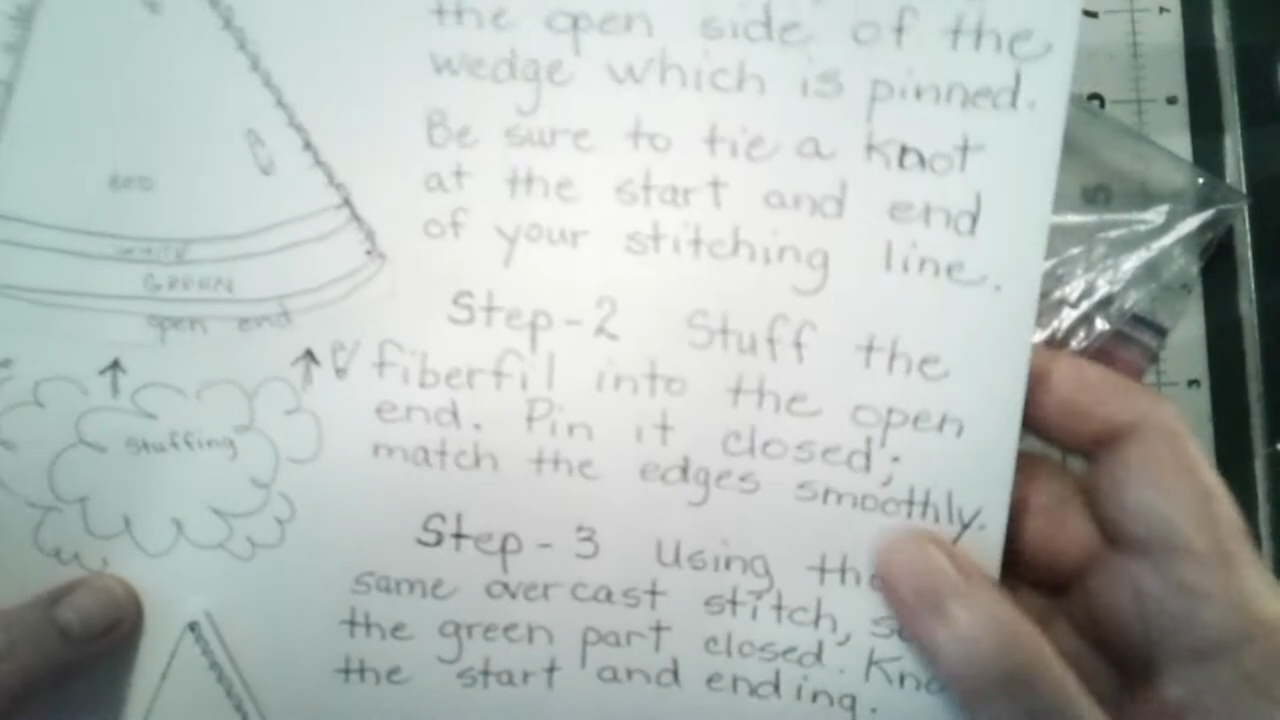 the open side of the
wedge which is pinned.
Be sure to tie a knot
at the start and end
of your stitching line.
Step-2 Stuff the
fiberfil into the open
end. Pin it closed;
match the edges smoothly.
Step-3 Using the
same overcast stitch,
the green part closed.
the start and ending.
RED
WHITE
GREEN
open end
Stuffing
3